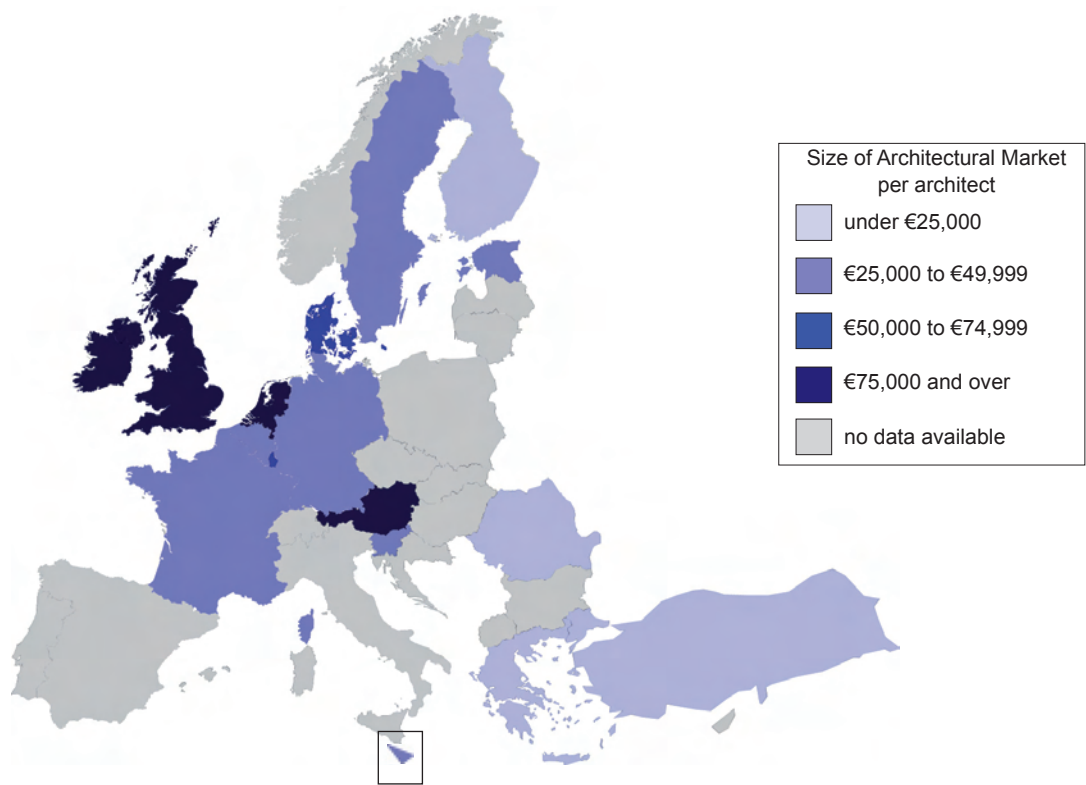 Size of Architectural Market
per architect
under €25,000
€25,000 to €49,999
€50,000 to €74,999
€75,000 and over
no data available